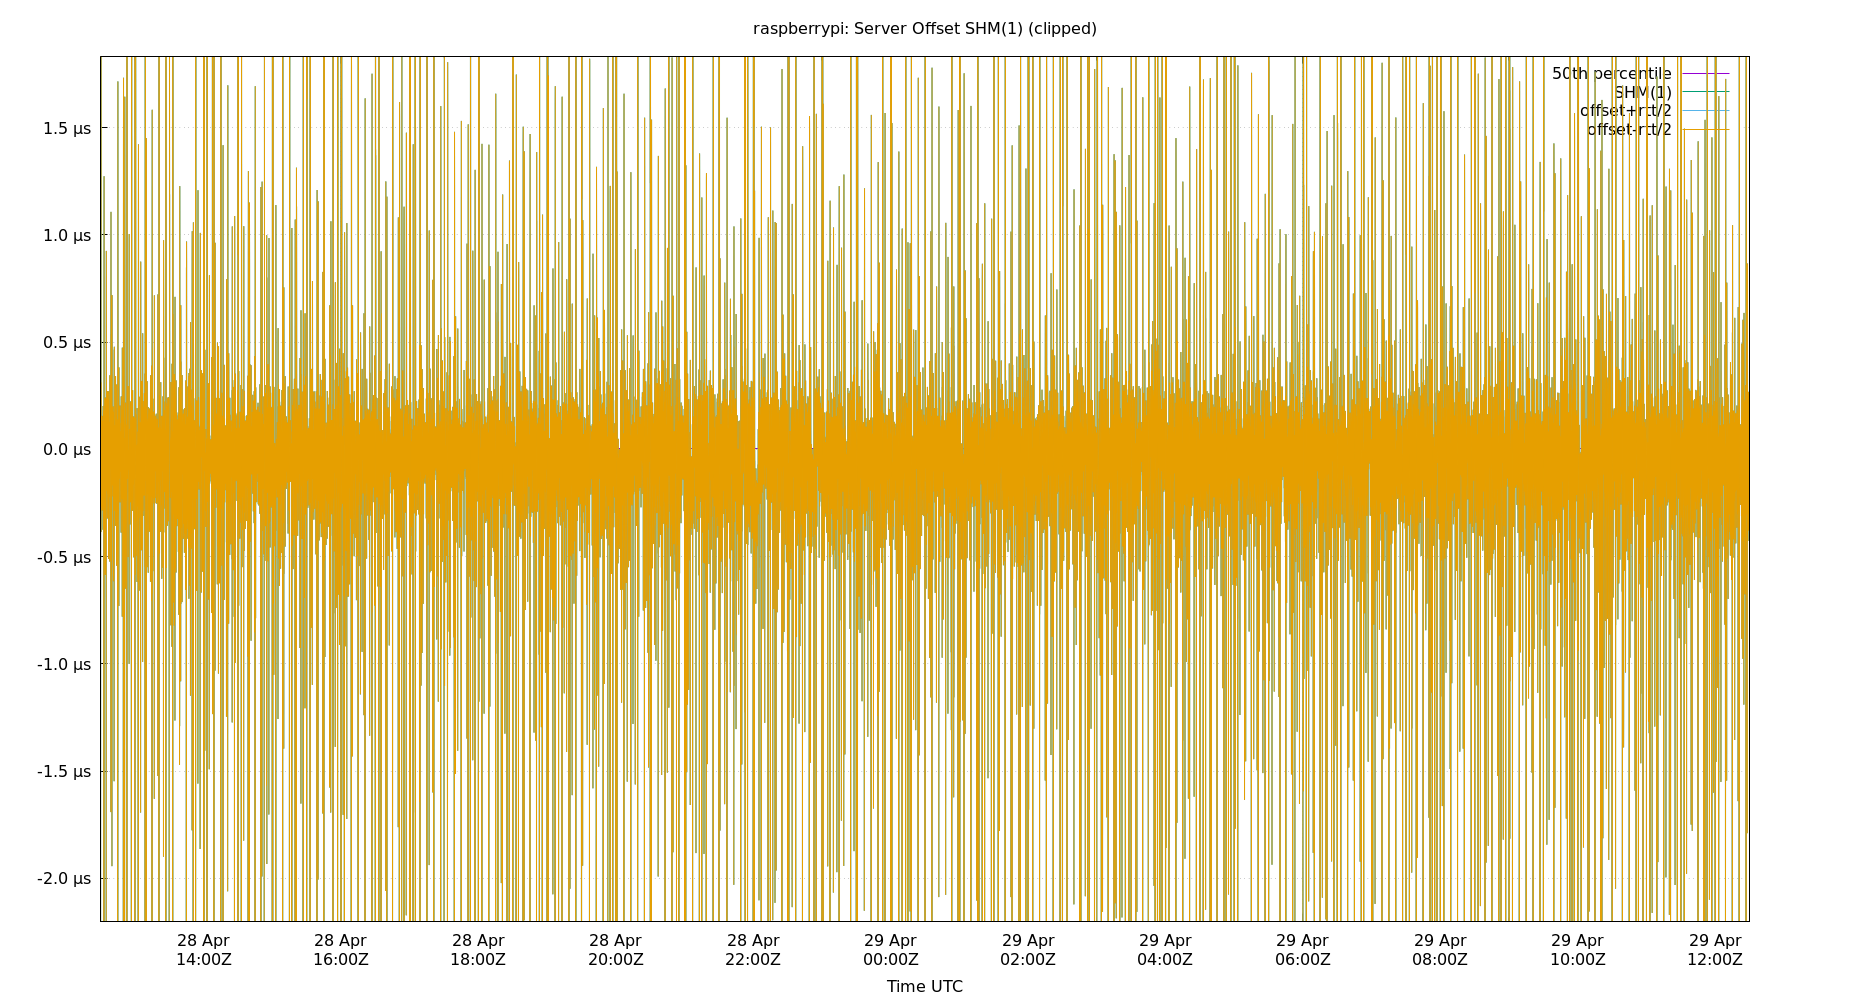 raspberrypi: Server Offset SHM(1) (clipped)
50th percentile
SHM(1)
offset+rtt/2
offset-rtt/2
1.5 µs
1.0 µs
0.5 µs
0.0 µs
-0.5 µs
-1.0 µs
-1.5 µs
-2.0 µs
28 Apr 28 Apr 28 Apr 28 Apr 28 Apr 29 Apr 29 Apr 29 Apr 29 Apr 29 Apr 29 Apr 29 Apr
14:00Z 16:00Z 18:00Z 20:00Z 22:00Z 00:00Z 02:00Z 04:00Z 06:00Z 08:00Z 10:00Z 12:00Z
Time UTC